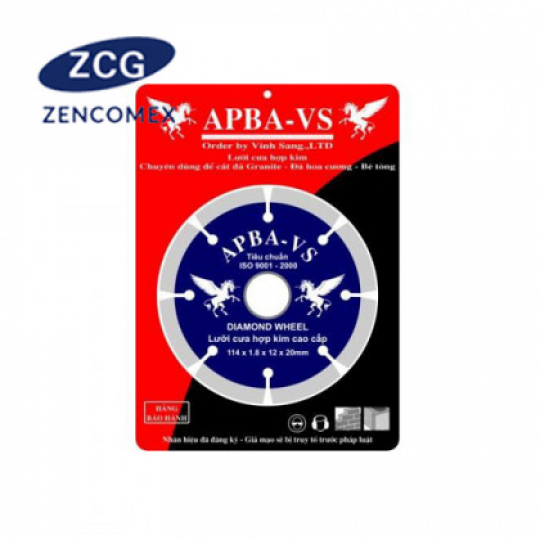 ZCG
ZENCOMEX
APBA-VS
Order by Vinh Sang.,LTD
Lưỡi cưa hợp kim
Chuyên dùng để cắt đá Granite - Đá hoa cương - Bê tông
APBA-VS
Tiêu chuẩn
ISO 9001 - 2000
DIAMOND WHEEL
Lưỡi cưa hợp kim cao cấp
114 x 1.8 x 12 x 20mm
HÀNG
BẢO HÀNH
Nhãn hiệu đã đăng ký - Giả mạo sẽ bị truy tố trước pháp luật